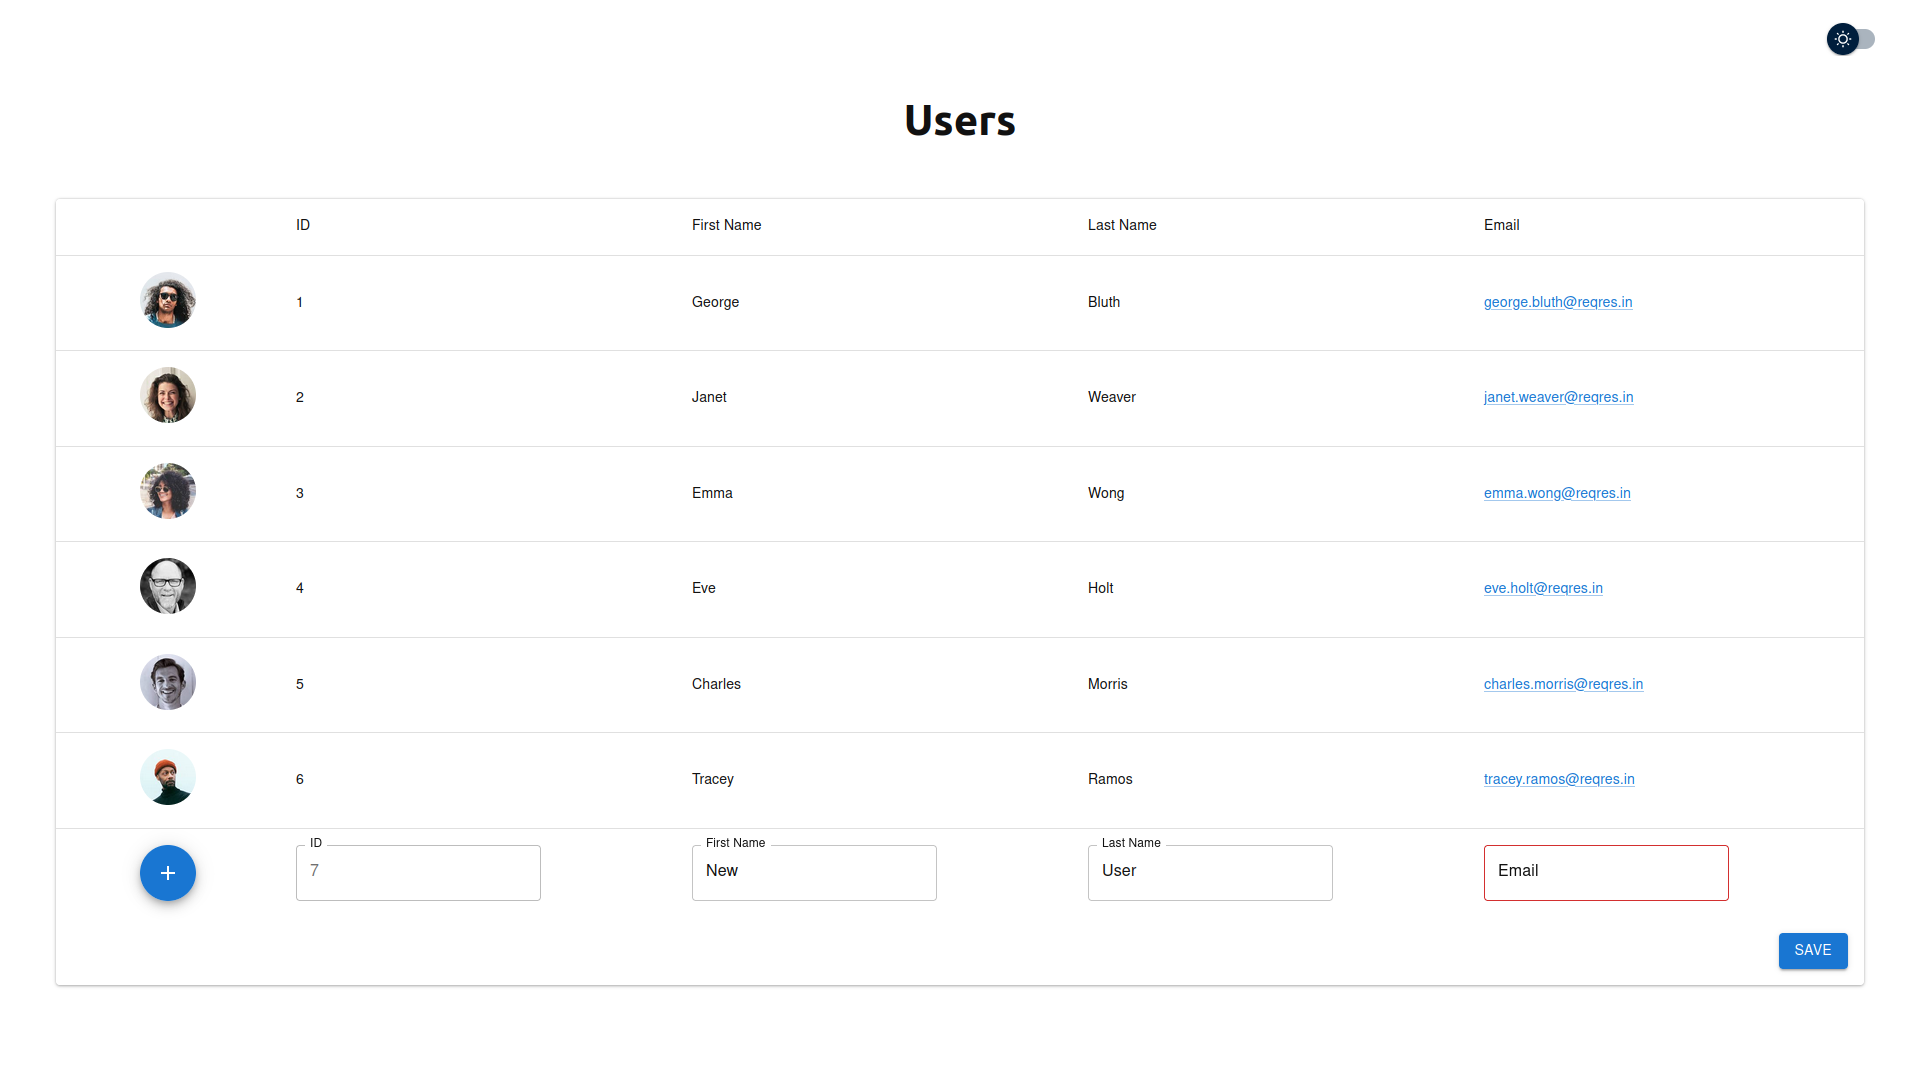 Users
ID First Name Last Name Email
1 George Bluth george.bluth@reqres.in
2 Janet Weaver janet.weaver@reqres.in
3 Emma Wong emma.wong@reqres.in
4 Eve Holt eve.holt@reqres.in
5 Charles Morris charles.morris@reqres.in
6 Tracey Ramos tracey.ramos@reqres.in
ID First Name Last Name
7 New User Email
SAVE